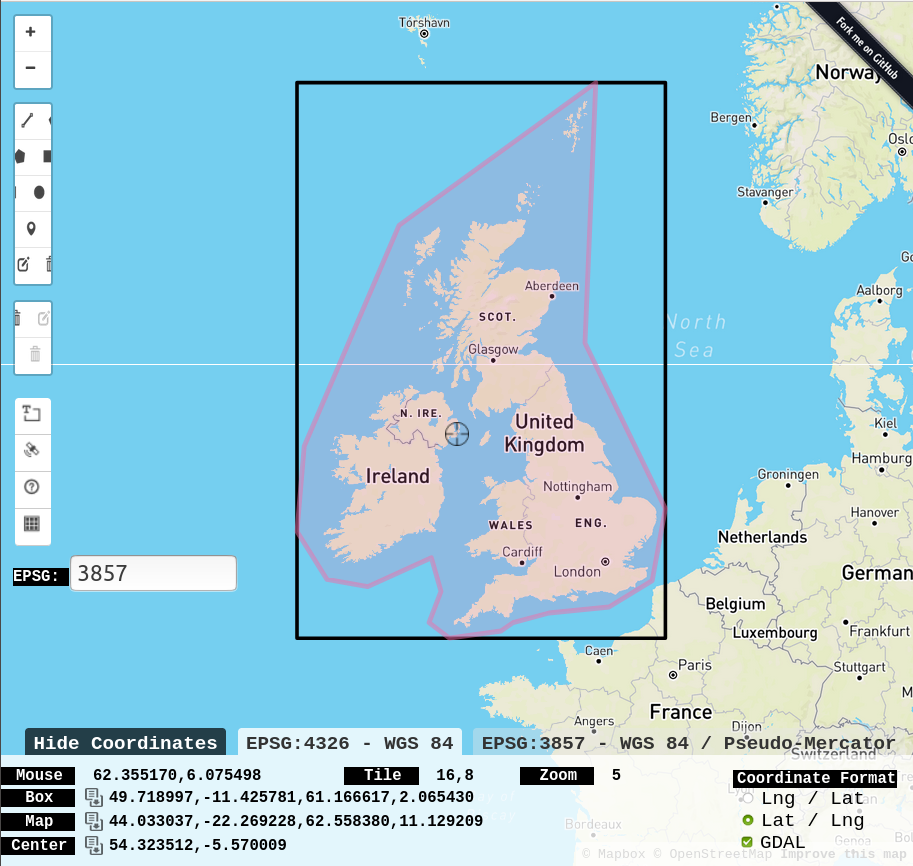 Tórshavn
Fork me on GitHub
Norway
Bergen
Oslo
Stavanger
Aberdeen
Aalborg
SCOT.
North
Sea
Glasgow
N. IRE.
United
Kingdom
Kiel
Hamburg
Ireland
Groningen
Nottingham
Hanover
WALES
ENG.
Netherlands
Cardiff
London
EPSG: 3857
German
Belgium
Luxembourg
Frankfurt
Caen
Paris
Stuttgart
France
Angers
Dijon
Hide Coordinates EPSG:4326 - WGS 84 EPSG:3857 - WGS 84 / Pseudo-Mercator
Switzerland
Mouse 62.355170,6.075498 Tile 16,8 Zoom 5
Coordinate Format
Box 49.718997,-11.425781,61.166617,2.065430
Lng / Lat
Map 44.033037,-22.269228,62.558380,11.129209
Lat / Lng
Bordeaux
Genoa
Center 54.323512,-5.570009
GDAL
© Mapbox © OpenStreetMap Improve this map